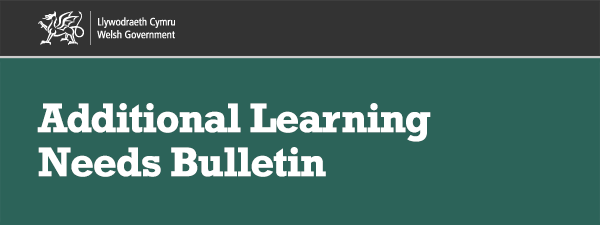 Llywodraeth Cymru
Welsh Government
Additional Learning
Needs Bulletin